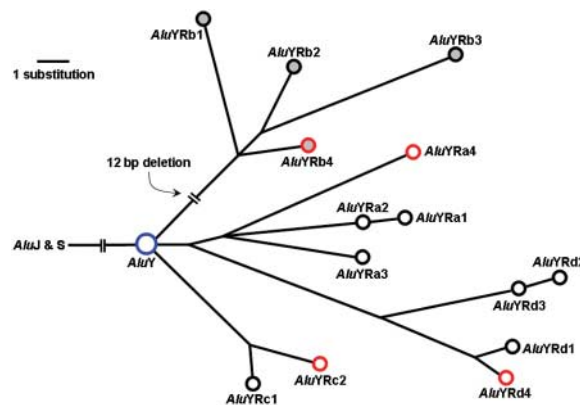 AluYRb1
AluYRb2
AluYRb3
1 substitution
AluYRb4
AluYRa4
12 bp deletion
AluYRa2
AluYRa1
AluJ & S
AluY
AluYRa3
AluYRd2
AluYRd3
AluYRd1
AluYRc2
AluYRd4
AluYRc1